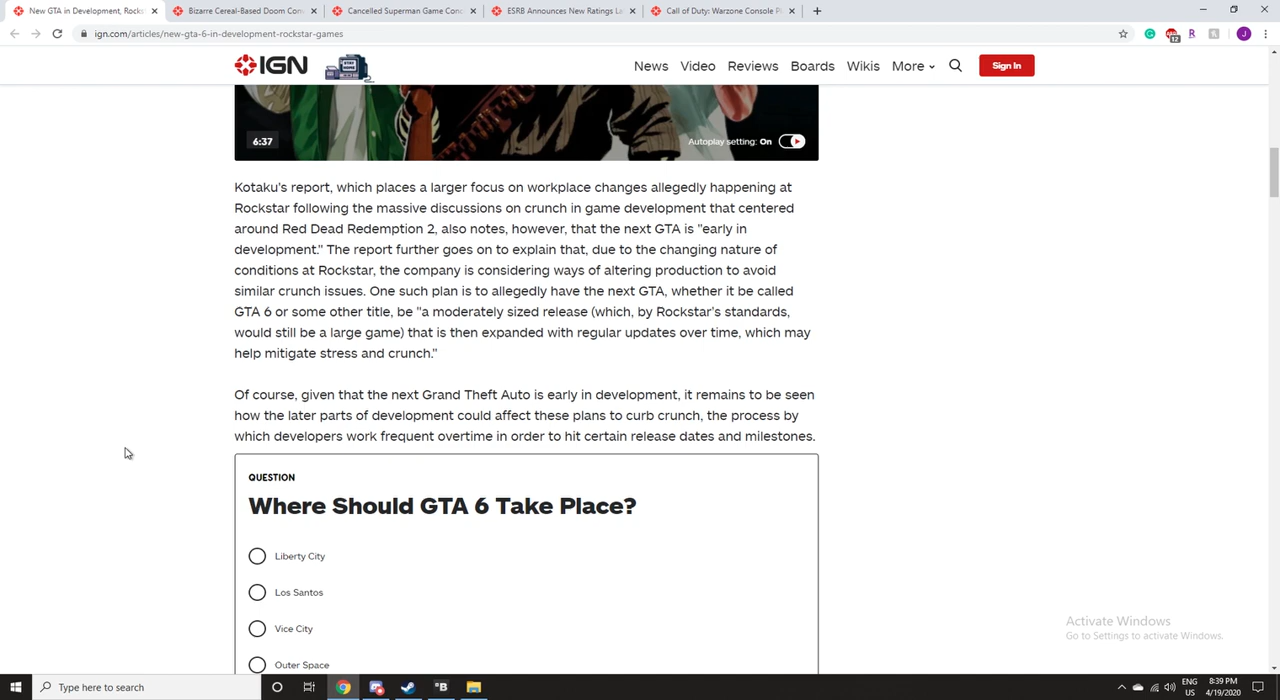 New GTA in Development, Rocks
Bizarre Cereal-Based Doom Con
Cancelled Superman Game Conc
ESRB Announces New Ratings La
Call of Duty: Warzone Console Pl
ign.com/articles/new-gta-6-in-development-rockstar-games
12
R
J
IGN
News Video Reviews Boards Wikis More
Sign In
6:37
Autoplay setting: On
Kotaku's report, which places a larger focus on workplace changes allegedly happening at
Rockstar following the massive discussions on crunch in game development that centered
around Red Dead Redemption 2, also notes, however, that the next GTA is "early in
development." The report further goes on to explain that, due to the changing nature of
conditions at Rockstar, the company is considering ways of altering production to avoid
similar crunch issues. One such plan is to allegedly have the next GTA, whether it be called
GTA 6 or some other title, be "a moderately sized release (which, by Rockstar's standards,
would still be a large game) that is then expanded with regular updates over time, which may
help mitigate stress and crunch."
Of course, given that the next Grand Theft Auto is early in development, it remains to be seen
how the later parts of development could affect these plans to curb crunch, the process by
which developers work frequent overtime in order to hit certain release dates and milestones.
QUESTION
Where Should GTA 6 Take Place?
Liberty City
Los Santos
Vice City
Outer Space
Activate Windows
Go to Settings to activate Windows.
Type here to search
B
ENG
US
8:39 PM
4/19/2020